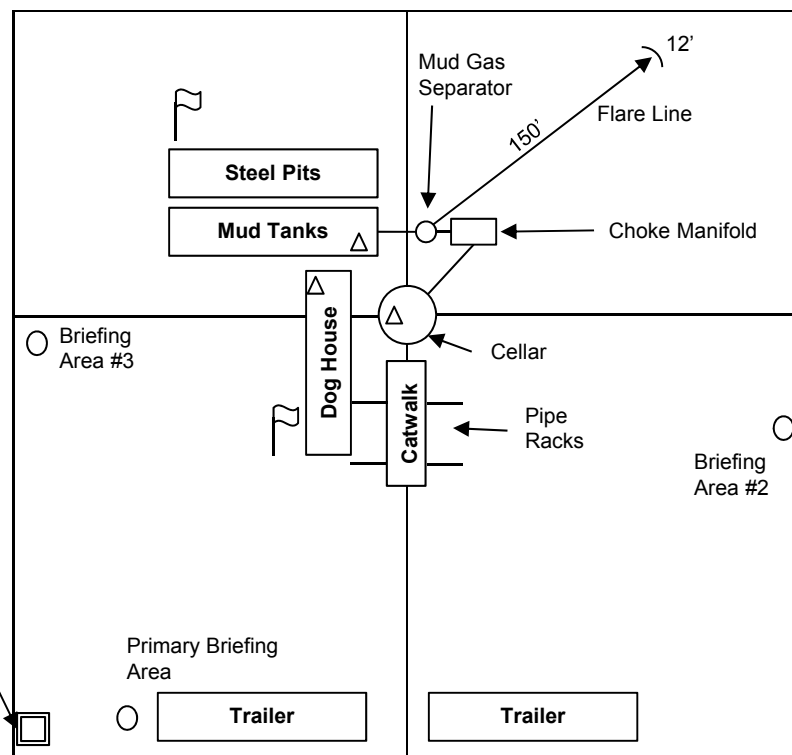 Mud Gas
Separator
12’
150’
Flare Line
Steel Pits
Mud Tanks
Choke Manifold
Dog House
Briefing
Area #3
Cellar
Catwalk
Pipe
Racks
Briefing
Area #2
Primary Briefing
Area
Trailer
Trailer